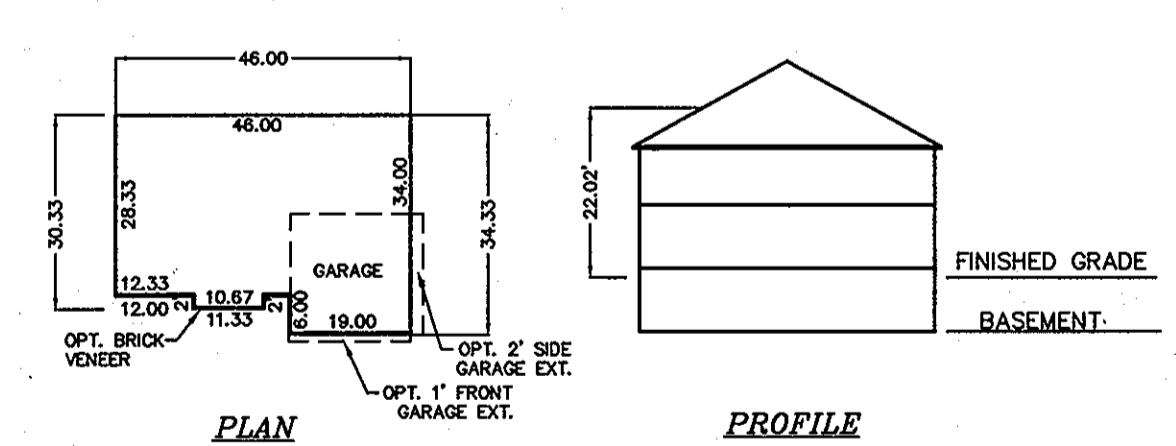 46.00
46.00
30.33
28.33
34.00
34.33
GARAGE
12.33
12.00
2
10.67
11.33
2
6.00
19.00
OPT. BRICK
VENEER
OPT. 2' SIDE
GARAGE EXT.
OPT. 1' FRONT
GARAGE EXT.
PLAN
22.02'
FINISHED GRADE
BASEMENT
PROFILE